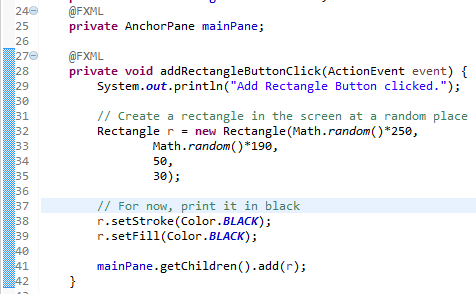 24 @FXML
25 private AnchorPane mainPane;
26
27 @FXML
28 private void addRectangleButtonClick(ActionEvent event) {
29 System.out.println("Add Rectangle Button clicked.");
30
31 // Create a rectangle in the screen at a random place
32 Rectangle r = new Rectangle(Math.random()*250,
33 Math.random()*190,
34 50,
35 30);
36
37 // For now, print it in black
38 r.setStroke(Color.BLACK);
39 r.setFill(Color.BLACK);
40
41 mainPane.getChildren().add(r);
42 }